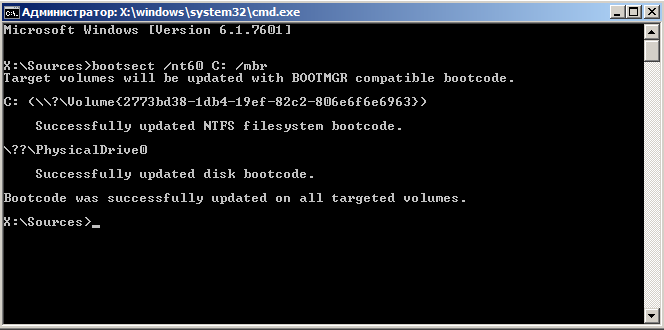 Администратор: X:\windows\system32\cmd.exe
Microsoft Windows [Version 6.1.7601]
X:\Sources>bootsect /nt60 C: /mbr
Target volumes will be updated with BOOTMGR compatible bootcode.
C: (\\?\Volume{2773bd38-1db4-19ef-82c2-806e6f6e6963})
Successfully updated NTFS filesystem bootcode.
\??\PhysicalDrive0
Successfully updated disk bootcode.
Bootcode was successfully updated on all targeted volumes.
X:\Sources>_